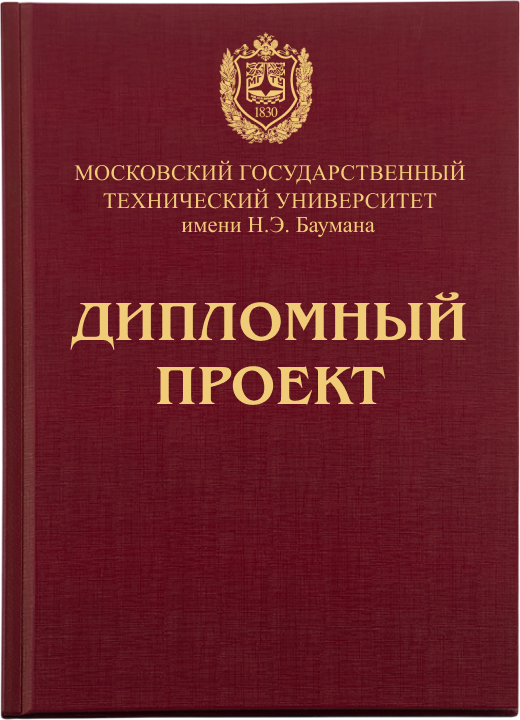 1830
МОСКОВСКИЙ ГОСУДАРСТВЕННЫЙ
ТЕХНИЧЕСКИЙ УНИВЕРСИТЕТ
имени Н.Э. Баумана
ДИПЛОМНЫЙ
ПРОЕКТ